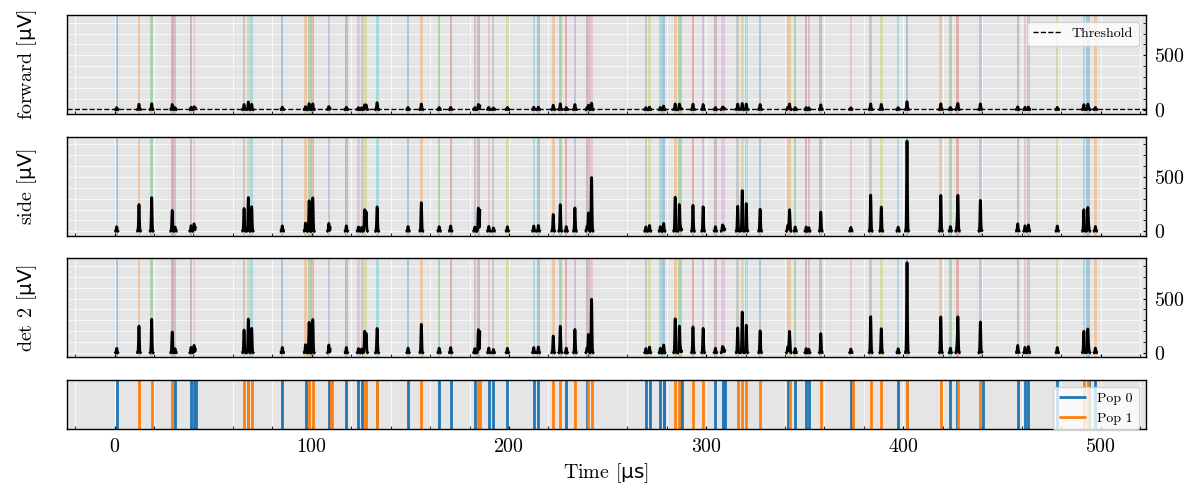 forward [μV]
Threshold
500
0
side [μV]
500
0
det 2 [μV]
500
0
Pop 0
Pop 1
0 100 200 300 400 500
Time [μs]